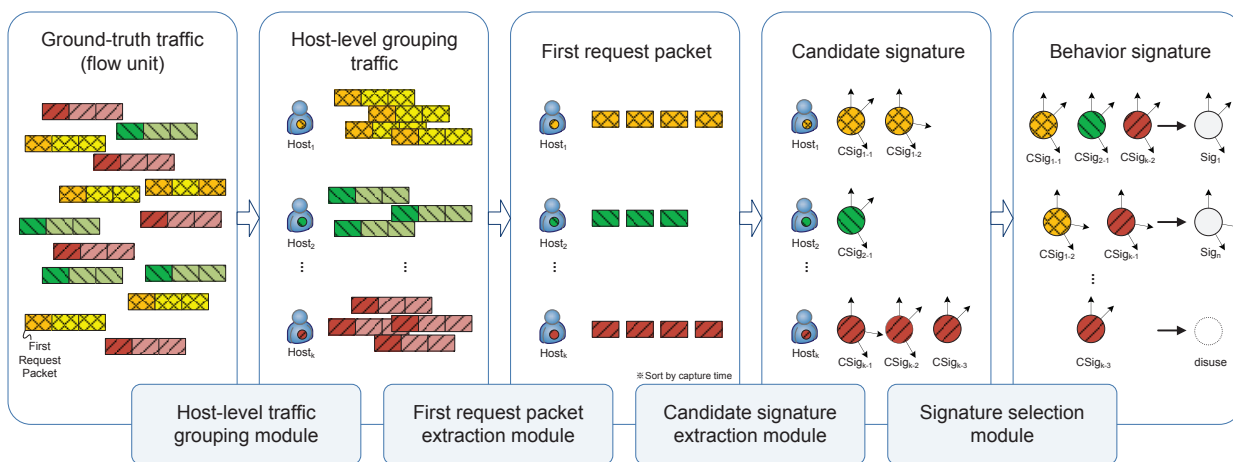 Ground-truth traffic
(flow unit)
First
Request
Packet
Host-level grouping
traffic
Host1
Host2
...
Hostk
First request packet
Host1
Host2
...
Hostk
※Sort by capture time
Candidate signature
Host1
CSig1-1
CSig1-2
Host2
CSig2-1
...
Hostk
CSigk-1
CSigk-2
CSigk-3
Behavior signature
CSig1-1
CSig2-1
CSigk-2
Sig1
CSig1-2
CSigk-1
Sign
...
CSigk-3
disuse
Host-level traffic
grouping module
First request packet
extraction module
Candidate signature
extraction module
Signature selection
module